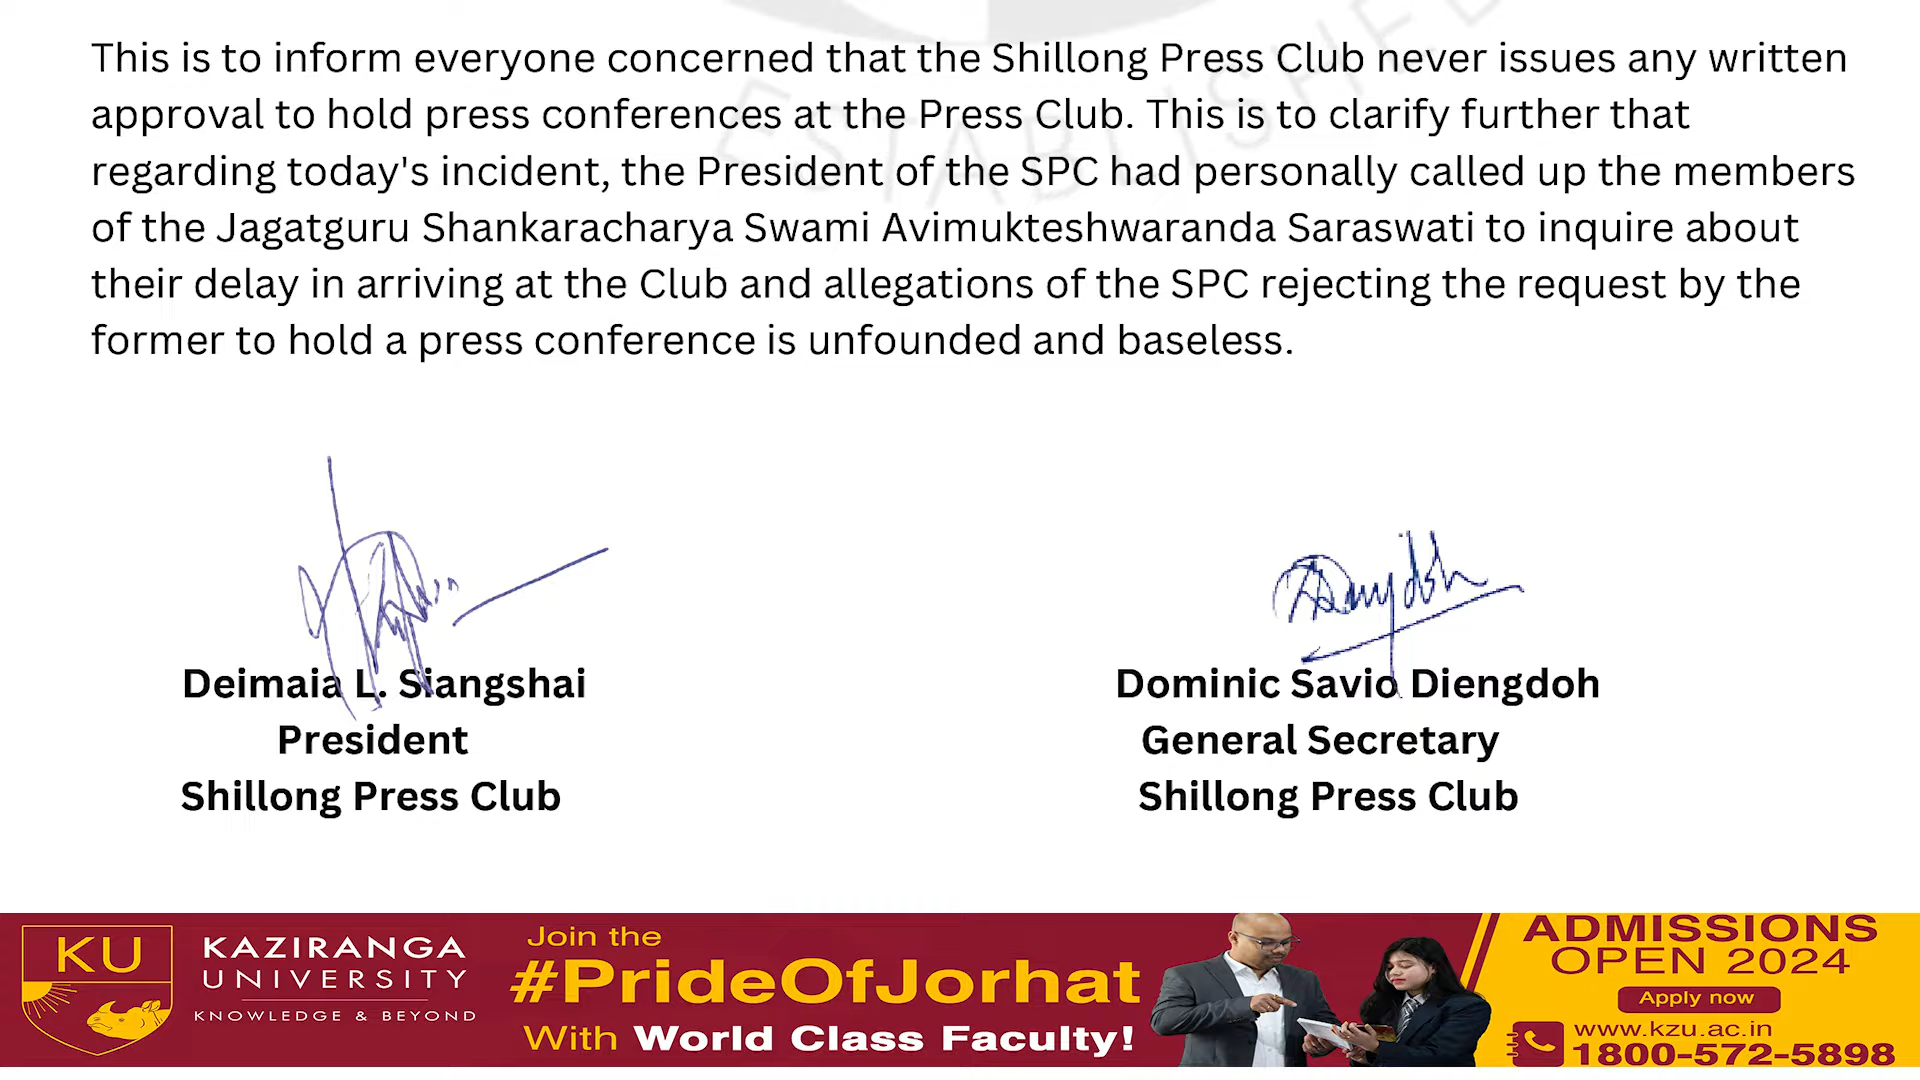 This is to inform everyone concerned that the Shillong Press Club never issues any written
approval to hold press conferences at the Press Club. This is to clarify further that
regarding today's incident, the President of the SPC had personally called up the members
of the Jagatguru Shankaracharya Swami Avimukteshwaranda Saraswati to inquire about
their delay in arriving at the Club and allegations of the SPC rejecting the request by the
former to hold a press conference is unfounded and baseless.
Deimaia L. Siangshai
President
Shillong Press Club
Dominic Savio Diengdoh
General Secretary
Shillong Press Club
KU
KAZIRANGA
UNIVERSITY
KNOWLEDGE & BEYOND
Join the
#PrideOfJorhat
With World Class Faculty!
ADMISSIONS
OPEN 2024
Apply now
www.kzu.ac.in
1800-572-5898